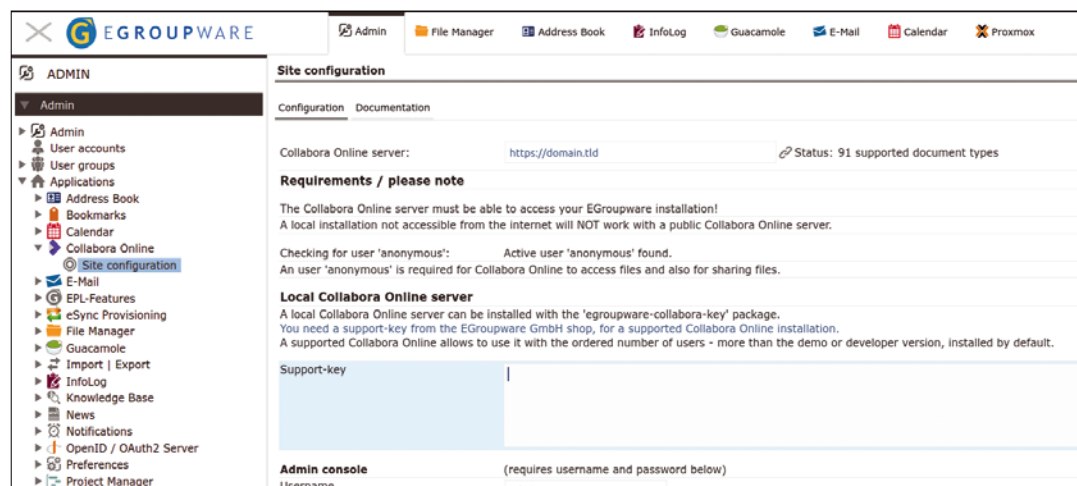 EGROUPWARE
Admin
File Manager
Address Book
InfoLog
Guacamole
E-Mail
Calendar
Proxmox
ADMIN
Admin
Admin
User accounts
User groups
Applications
Address Book
Bookmarks
Calendar
Collabora Online
Site configuration
E-Mail
EPL-Features
eSync Provisioning
File Manager
Guacamole
Import | Export
InfoLog
Knowledge Base
News
Notifications
OpenID / OAuth2 Server
Preferences
Project Manager
Site configuration
Configuration Documentation
Collabora Online server: https://domain.tld Status: 91 supported document types
Requirements / please note
The Collabora Online server must be able to access your EGroupware installation!
A local installation not accessible from the internet will NOT work with a public Collabora Online server.
Checking for user 'anonymous': Active user 'anonymous' found.
An user 'anonymous' is required for Collabora Online to access files and also for sharing files.
Local Collabora Online server
A local Collabora Online server can be installed with the 'egroupware-collabora-key' package.
You need a support-key from the EGroupware GmbH shop, for a supported Collabora Online installation.
A supported Collabora Online allows to use it with the ordered number of users - more than the demo or developer version, installed by default.
Support-key
Admin console (requires username and password below)
Username